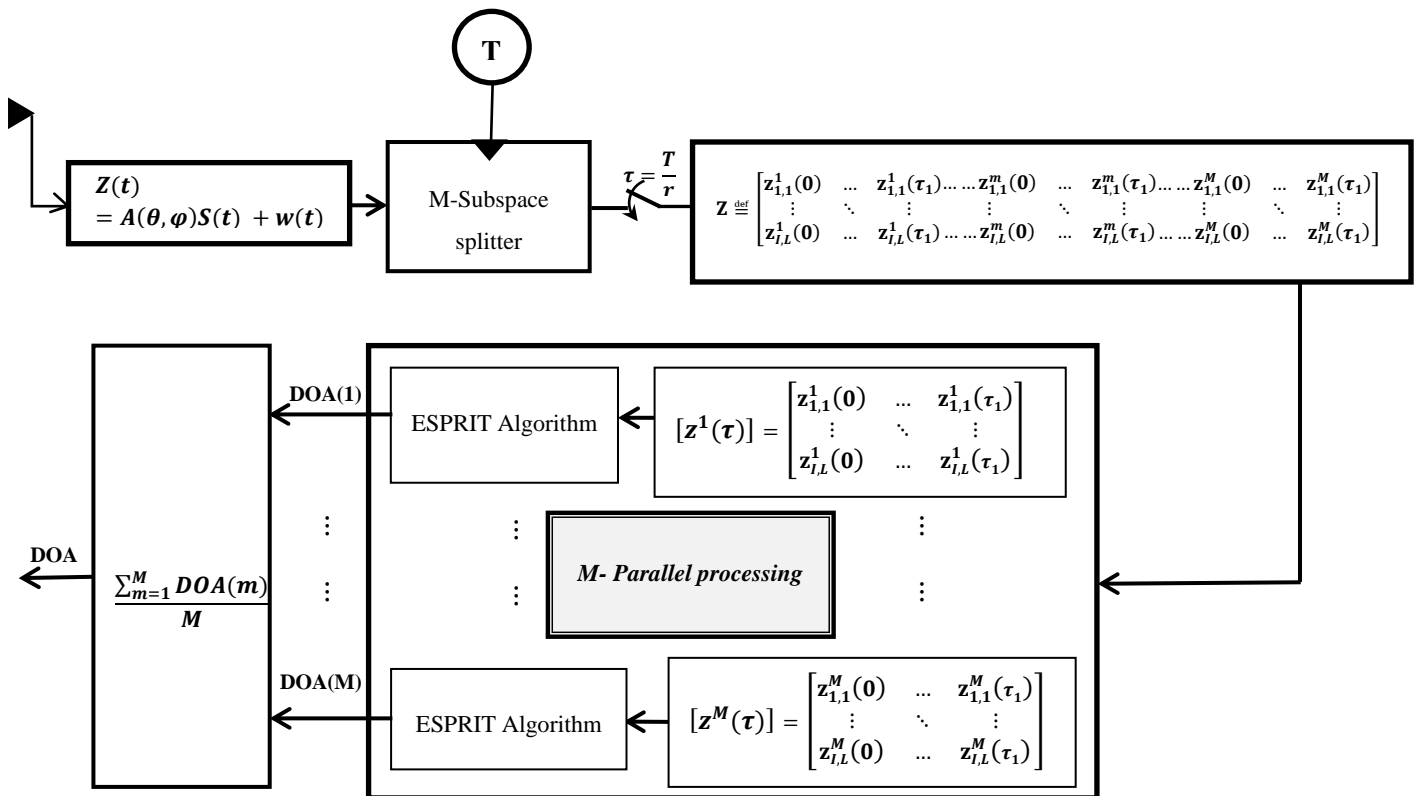 T
Z(t)
= A(θ, φ)S(t) + w(t)
M-Subspace
splitter
τ = T/r
Z ≝ [z¹₁,₁(0) … z¹₁,₁(τ₁) … … zᵐ₁,₁(0) … zᵐ₁,₁(τ₁) … … zᴹ₁,₁(0) … zᴹ₁,₁(τ₁)
⋮ ⋱ ⋮ ⋮ ⋱ ⋮ ⋮ ⋱ ⋮
z¹I,L(0) … z¹I,L(τ₁) … … zᵐI,L(0) … zᵐI,L(τ₁) … … zᴹI,L(0) … zᴹI,L(τ₁)]
DOA(1)
ESPRIT Algorithm
[z¹(τ)] = [z¹₁,₁(0) … z¹₁,₁(τ₁)
⋮ ⋱ ⋮
z¹I,L(0) … z¹I,L(τ₁)]
⋮ ⋮ ⋮
M- Parallel processing
⋮ ⋮ ⋮
DOA
∑ᴹm=1 DOA(m)
M
DOA(M)
ESPRIT Algorithm
[zᴹ(τ)] = [zᴹ₁,₁(0) … zᴹ₁,₁(τ₁)
⋮ ⋱ ⋮
zᴹI,L(0) … zᴹI,L(τ₁)]